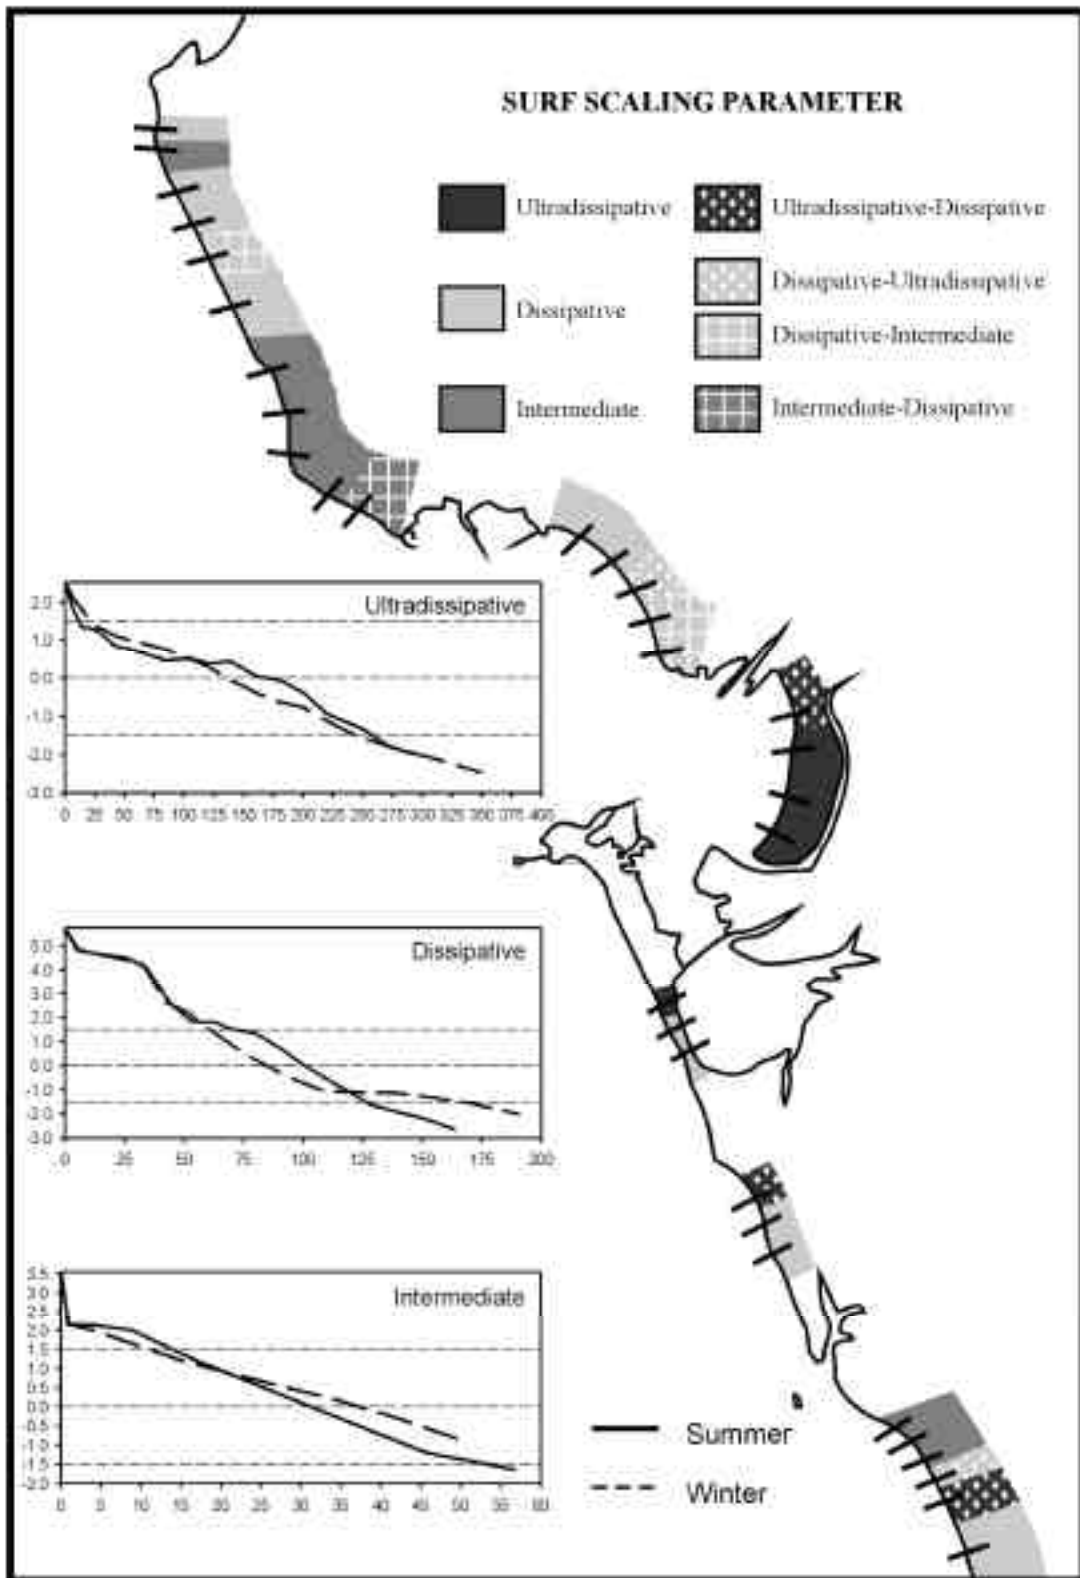 SURF SCALING PARAMETER
Ultradissipative
Ultradissipative-Dissipative
Dissipative-Ultradissipative
Dissipative
Dissipative-Intermediate
Intermediate
Intermediate-Dissipative
Ultradissipative
2.0
1.0
0.0
-1.0
-2.0
-3.0
0 25 50 75 100 125 150 175 200 225 250 275 300 325 350 375 400
Dissipative
5.0
4.0
3.0
2.0
1.0
0.0
-1.0
-2.0
-3.0
0 25 50 75 100 125 150 175 200
Intermediate
3.5
3.0
2.5
2.0
1.5
1.0
0.5
0.0
-0.5
-1.0
-1.5
-2.0
0 5 10 15 20 25 30 35 40 45 50 55 60
Summer
Winter